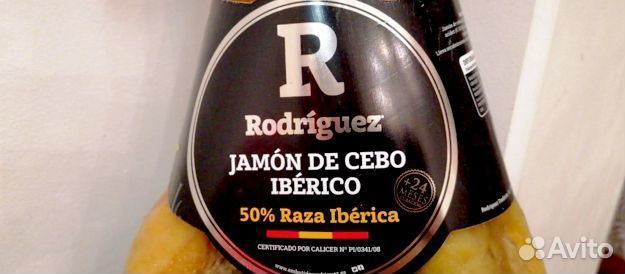 R
Rodríguez
JAMÓN DE CEBO
IBÉRICO
+24
MESES
50% Raza Ibérica
CERTIFICADO POR CALICER Nº PI/0341/08
Avito